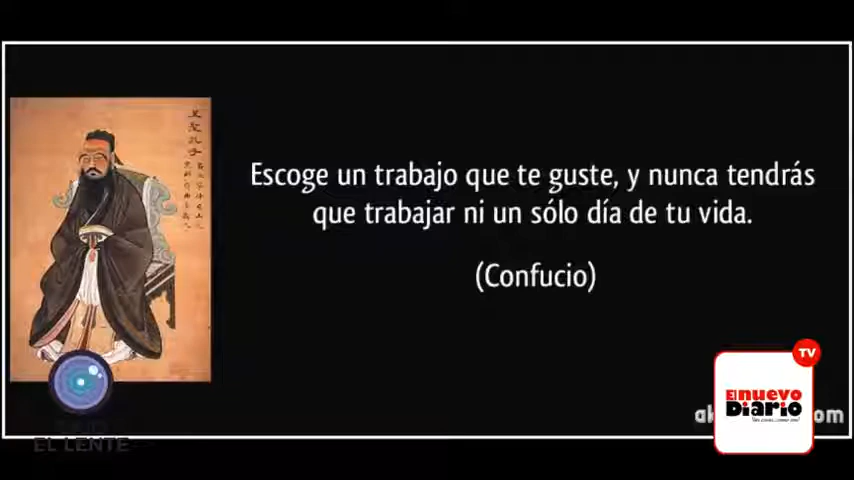 Escoge un trabajo que te guste, y nunca tendrás
que trabajar ni un sólo día de tu vida.
(Confucio)
TV
El nuevo
Diario
EL LENTE